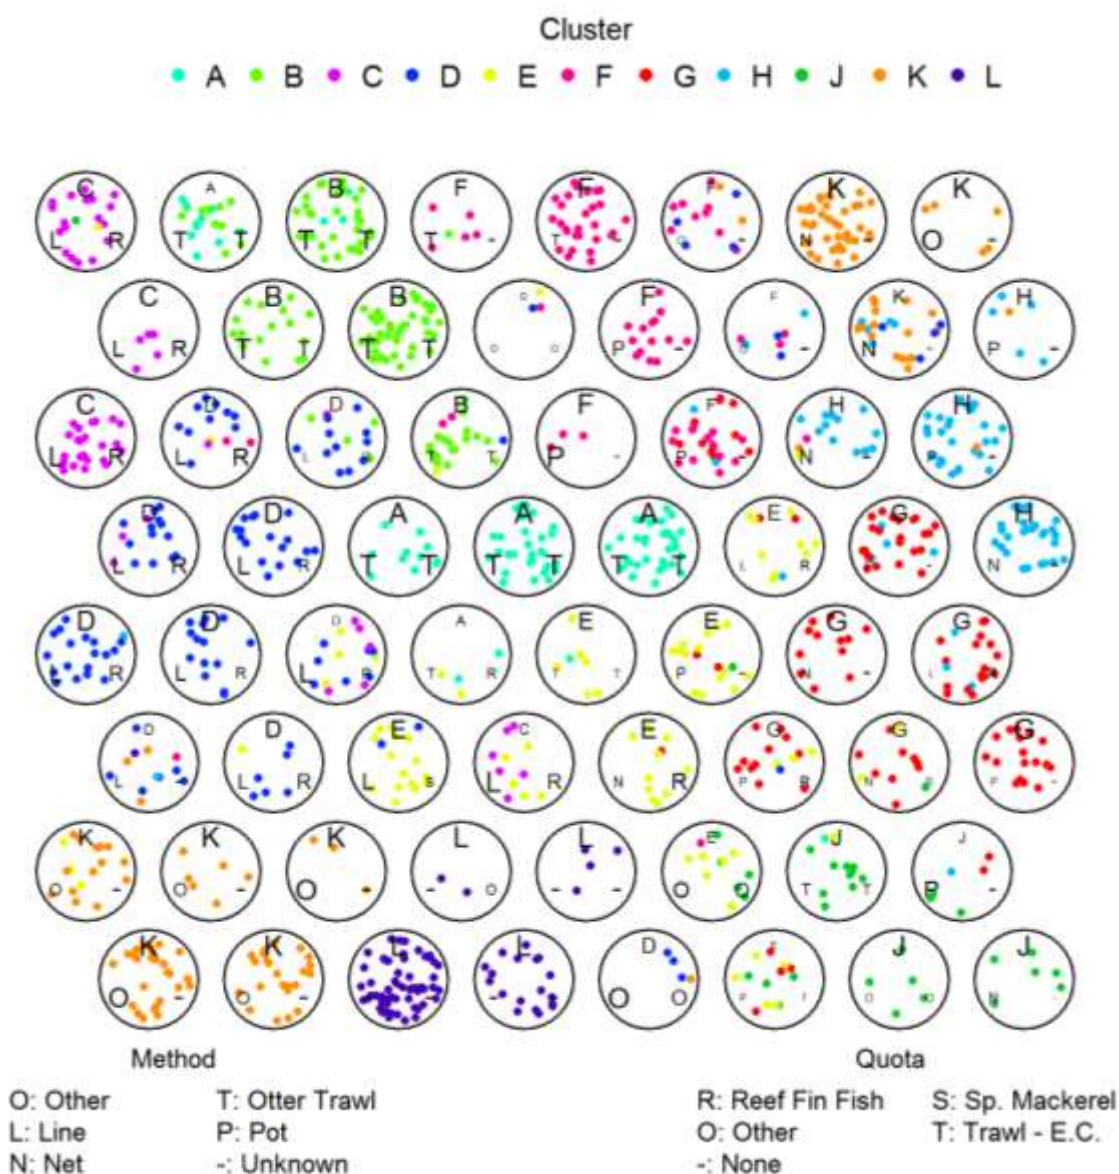 Cluster
A B C D E F G H J K L
C A B F F F K K
L R T T T T T - T - N - O -
C B B D F F K H
L R T T T T O O P - - N - P -
C D D B F F H H
L R L R L T T P - P - N - P -
D D A A A E G H
L R L R T T T T T T L R - N -
D D D A E E G G
L R L R L R T R T T P - N - L
D D E C E G G G
L - L R L S L R N R P R N R P -
K K K L L E J J
O - O - O - - O - - O O T T P -
K K L L D J J
O - O - - - - O O P O O N
Method Quota
O: Other T: Otter Trawl R: Reef Fin Fish S: Sp. Mackerel
L: Line P: Pot O: Other T: Trawl - E.C.
N: Net -: Unknown -: None